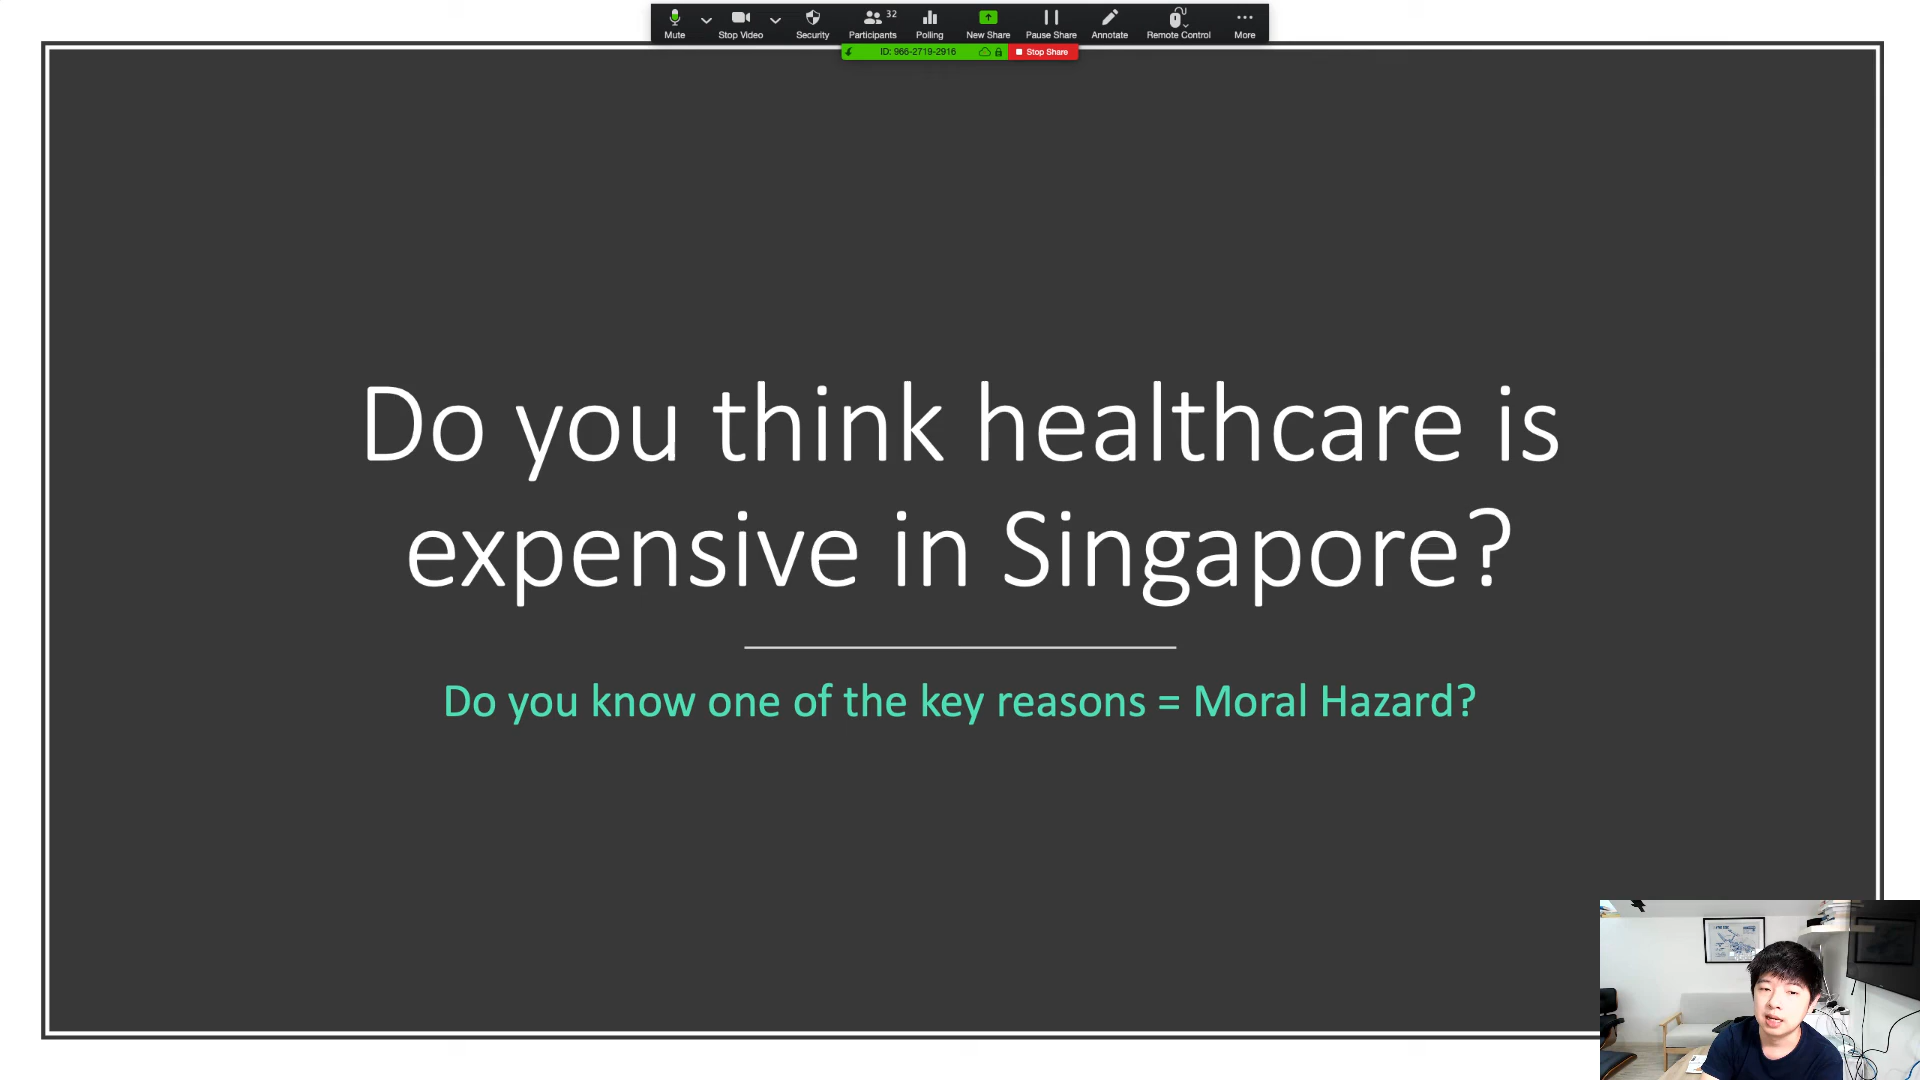 Mute
Stop Video
Security
Participants
32
Polling
New Share
Pause Share
Annotate
Remote Control
More
ID: 966-2719-2916
Stop Share
Do you think healthcare is
expensive in Singapore?
Do you know one of the key reasons = Moral Hazard?